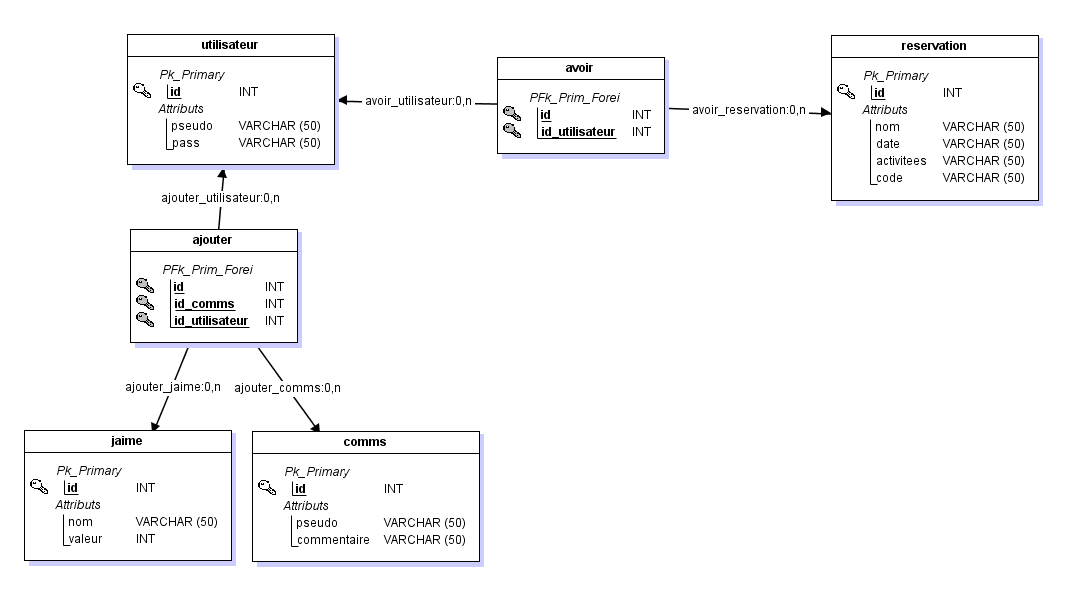 utilisateur
Pk_Primary
id INT
Attributs
pseudo VARCHAR (50)
pass VARCHAR (50)
avoir_utilisateur:0,n
avoir
PFk_Prim_Forei
id INT
id_utilisateur INT
avoir_reservation:0,n
reservation
Pk_Primary
id INT
Attributs
nom VARCHAR (50)
date VARCHAR (50)
activitees VARCHAR (50)
code VARCHAR (50)
ajouter_utilisateur:0,n
ajouter
PFk_Prim_Forei
id INT
id_comms INT
id_utilisateur INT
ajouter_jaime:0,n
ajouter_comms:0,n
jaime
Pk_Primary
id INT
Attributs
nom VARCHAR (50)
valeur INT
comms
Pk_Primary
id INT
Attributs
pseudo VARCHAR (50)
commentaire VARCHAR (50)